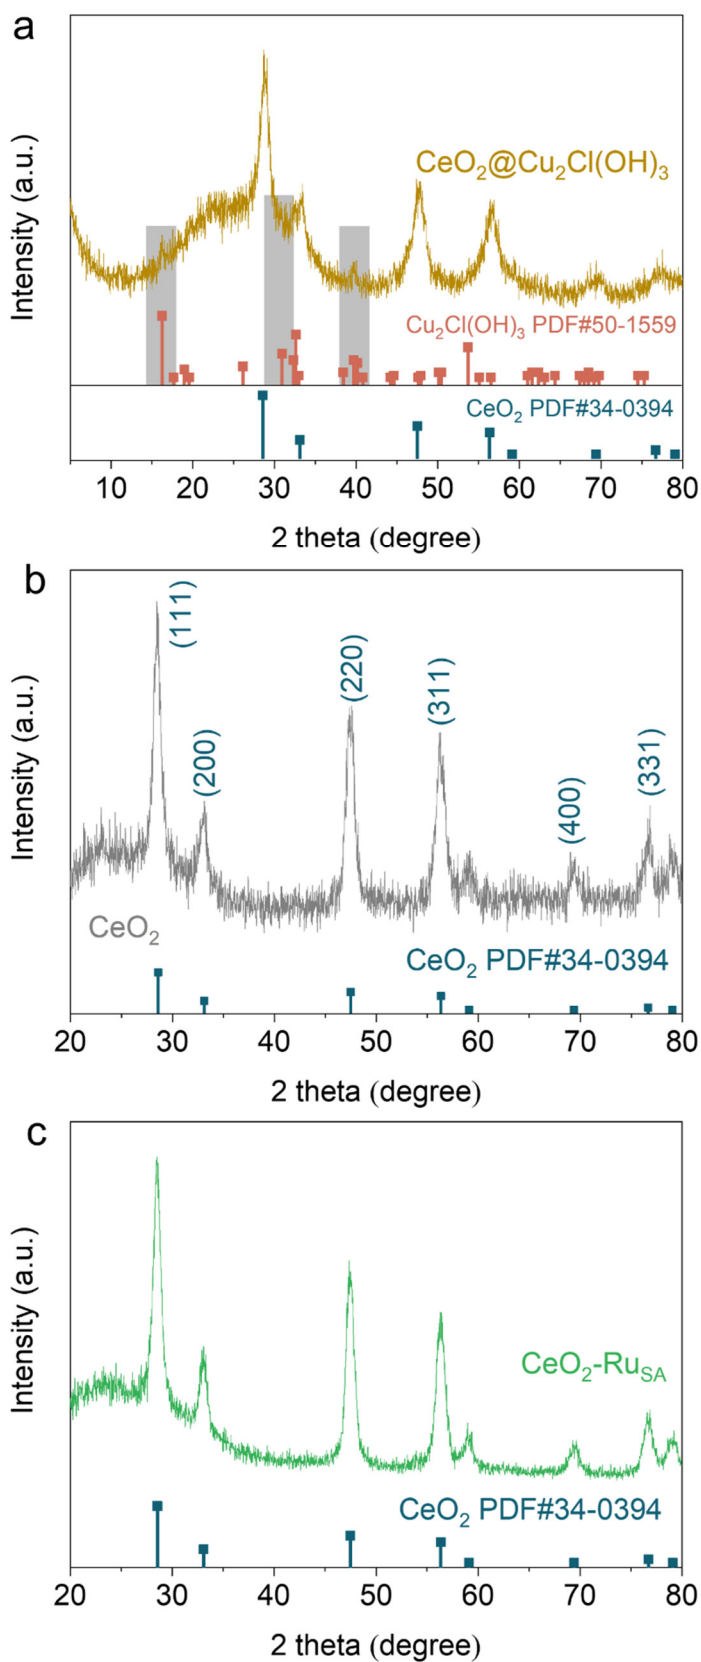 a
Intensity (a.u.)
CeO₂@Cu₂Cl(OH)₃
Cu₂Cl(OH)₃ PDF#50-1559
CeO₂ PDF#34-0394
10 20 30 40 50 60 70 80
2 theta (degree)
b
Intensity (a.u.)
(111)
(200)
(220)
(311)
(400)
(331)
CeO₂
CeO₂ PDF#34-0394
20 30 40 50 60 70 80
2 theta (degree)
c
Intensity (a.u.)
CeO₂-Ru_SA
CeO₂ PDF#34-0394
20 30 40 50 60 70 80
2 theta (degree)